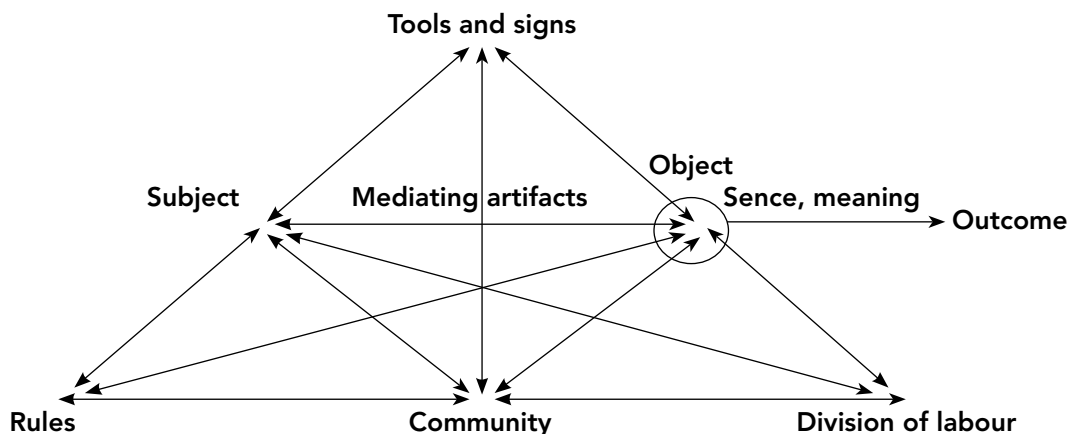 Tools and signs
Object
Subject
Mediating artifacts
Sence, meaning
Outcome
Rules
Community
Division of labour